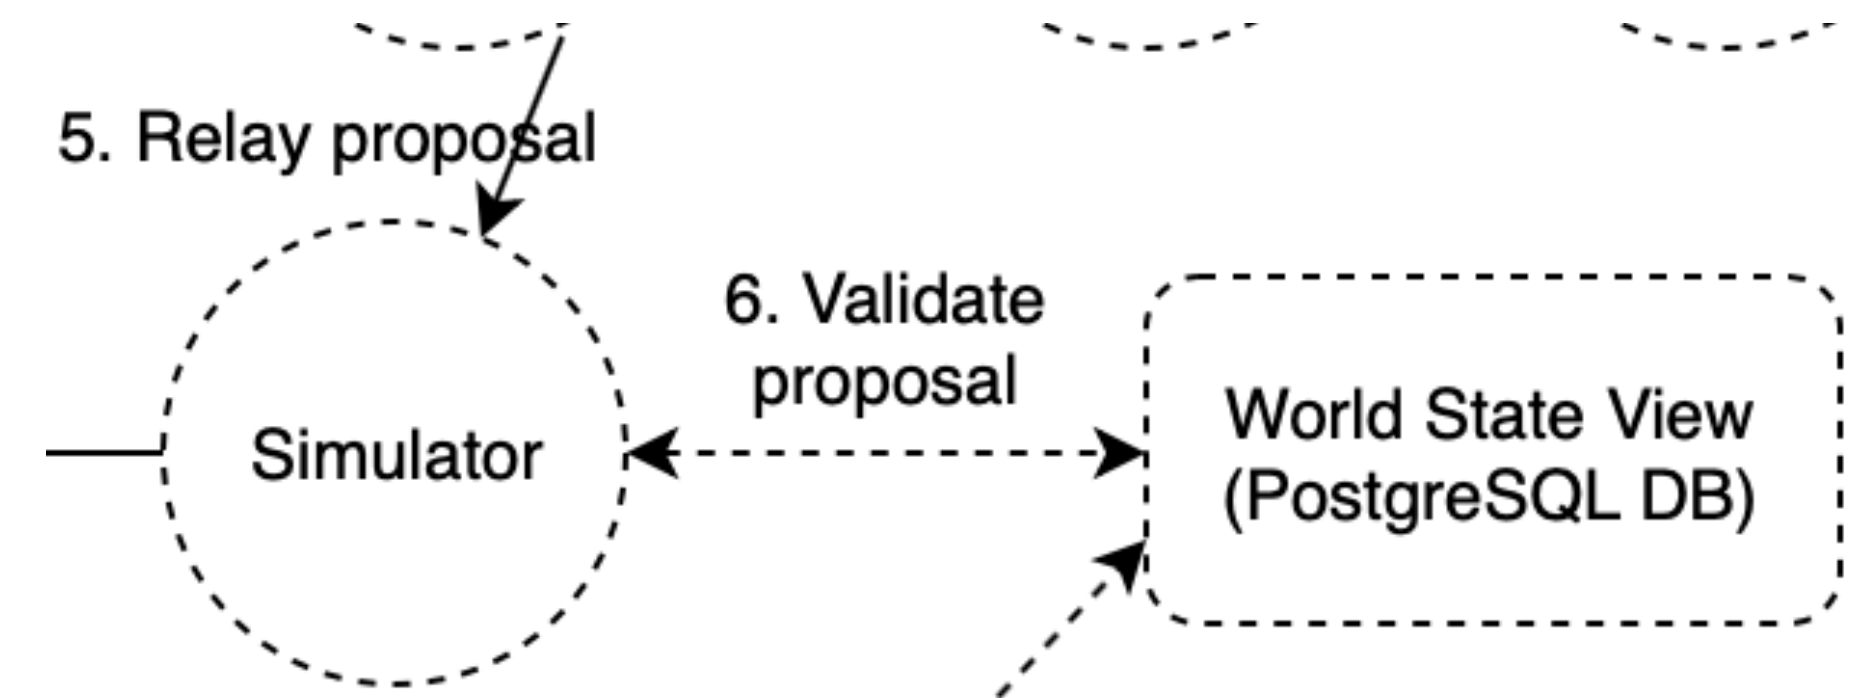 5. Relay proposal
6. Validate
proposal
Simulator
World State View
(PostgreSQL DB)